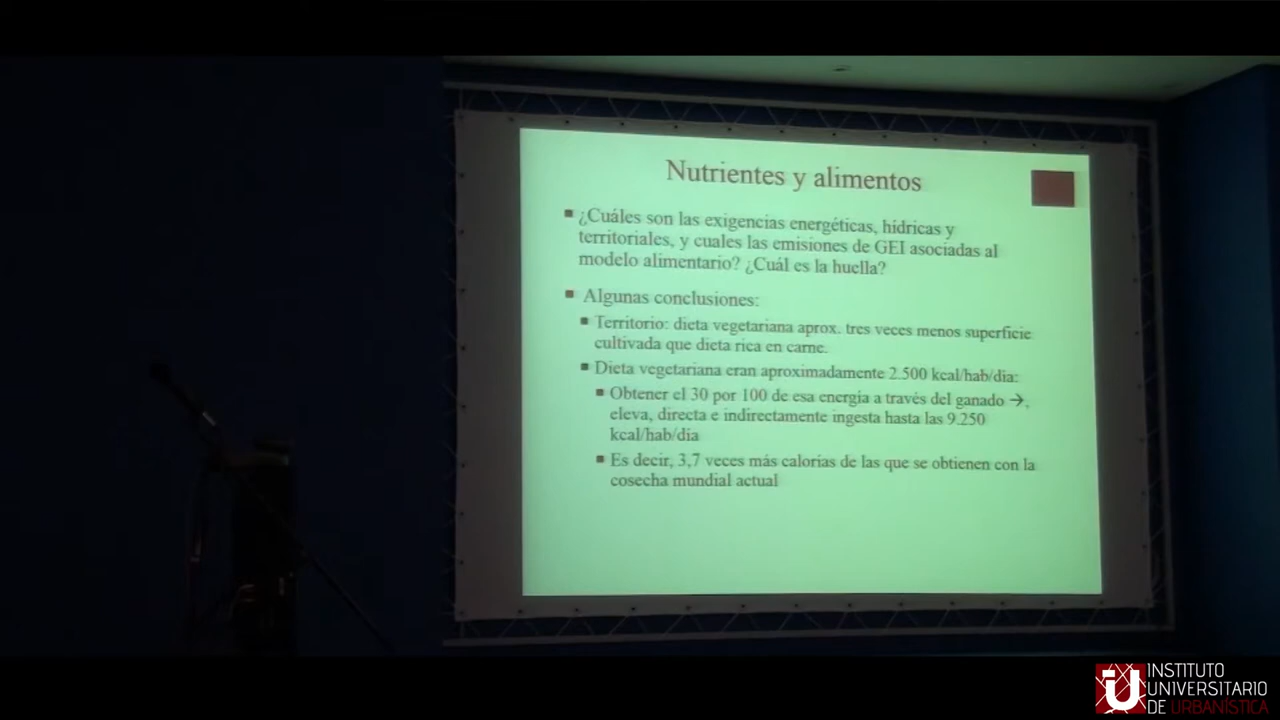 Nutrientes y alimentos
¿Cuáles son las exigencias energéticas, hídricas y
territoriales, y cuales las emisiones de GEI asociadas al
modelo alimentario? ¿Cuál es la huella?
Algunas conclusiones:
Territorio: dieta vegetariana aprox. tres veces menos superficie
cultivada que dieta rica en carne.
Dieta vegetariana eran aproximadamente 2.500 kcal/hab/dia:
Obtener el 30 por 100 de esa energía a través del ganado →,
eleva, directa e indirectamente ingesta hasta las 9.250
kcal/hab/dia
Es decir, 3,7 veces más calorías de las que se obtienen con la
cosecha mundial actual
INSTITUTO
UNIVERSITARIO
DE URBANÍSTICA